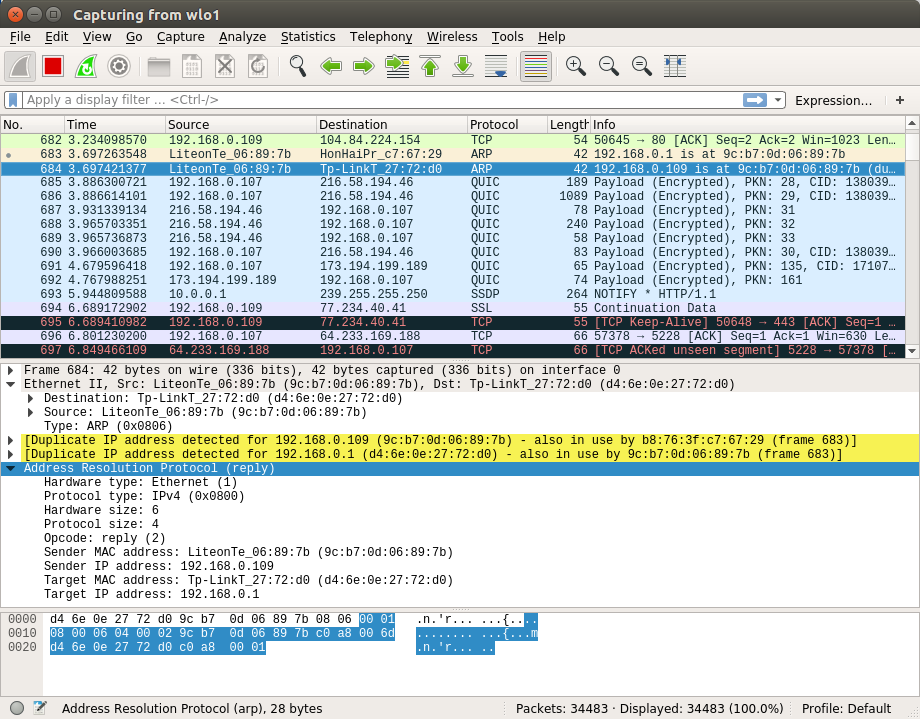 Capturing from wlo1
File Edit View Go Capture Analyze Statistics Telephony Wireless Tools Help
Apply a display filter ... <Ctrl-/> Expression... +
No. Time Source Destination Protocol Length Info
682 3.234098570 192.168.0.109 104.84.224.154 TCP 54 50645 → 80 [ACK] Seq=2 Ack=2 Win=1023 Len…
683 3.697263548 LiteonTe_06:89:7b HonHaiPr_c7:67:29 ARP 42 192.168.0.1 is at 9c:b7:0d:06:89:7b
684 3.697421377 LiteonTe_06:89:7b Tp-LinkT_27:72:d0 ARP 42 192.168.0.109 is at 9c:b7:0d:06:89:7b (du…
685 3.886300721 192.168.0.107 216.58.194.46 QUIC 189 Payload (Encrypted), PKN: 28, CID: 138039…
686 3.886614101 192.168.0.107 216.58.194.46 QUIC 1089 Payload (Encrypted), PKN: 29, CID: 138039…
687 3.931339134 216.58.194.46 192.168.0.107 QUIC 78 Payload (Encrypted), PKN: 31
688 3.965703351 216.58.194.46 192.168.0.107 QUIC 240 Payload (Encrypted), PKN: 32
689 3.965736873 216.58.194.46 192.168.0.107 QUIC 58 Payload (Encrypted), PKN: 33
690 3.966003685 192.168.0.107 216.58.194.46 QUIC 83 Payload (Encrypted), PKN: 30, CID: 138039…
691 4.679596418 192.168.0.107 173.194.199.189 QUIC 65 Payload (Encrypted), PKN: 135, CID: 17107…
692 4.767988251 173.194.199.189 192.168.0.107 QUIC 74 Payload (Encrypted), PKN: 161
693 5.944809588 10.0.0.1 239.255.255.250 SSDP 264 NOTIFY * HTTP/1.1
694 6.689172902 192.168.0.109 77.234.40.41 SSL 55 Continuation Data
695 6.689410982 192.168.0.109 77.234.40.41 TCP 55 [TCP Keep-Alive] 50648 → 443 [ACK] Seq=1 …
696 6.801230200 192.168.0.107 64.233.169.188 TCP 66 57378 → 5228 [ACK] Seq=1 Ack=1 Win=630 Le…
697 6.849466109 64.233.169.188 192.168.0.107 TCP 66 [TCP ACKed unseen segment] 5228 → 57378 […
Frame 684: 42 bytes on wire (336 bits), 42 bytes captured (336 bits) on interface 0
Ethernet II, Src: LiteonTe_06:89:7b (9c:b7:0d:06:89:7b), Dst: Tp-LinkT_27:72:d0 (d4:6e:0e:27:72:d0)
Destination: Tp-LinkT_27:72:d0 (d4:6e:0e:27:72:d0)
Source: LiteonTe_06:89:7b (9c:b7:0d:06:89:7b)
Type: ARP (0x0806)
[Duplicate IP address detected for 192.168.0.109 (9c:b7:0d:06:89:7b) - also in use by b8:76:3f:c7:67:29 (frame 683)]
[Duplicate IP address detected for 192.168.0.1 (d4:6e:0e:27:72:d0) - also in use by 9c:b7:0d:06:89:7b (frame 683)]
Address Resolution Protocol (reply)
Hardware type: Ethernet (1)
Protocol type: IPv4 (0x0800)
Hardware size: 6
Protocol size: 4
Opcode: reply (2)
Sender MAC address: LiteonTe_06:89:7b (9c:b7:0d:06:89:7b)
Sender IP address: 192.168.0.109
Target MAC address: Tp-LinkT_27:72:d0 (d4:6e:0e:27:72:d0)
Target IP address: 192.168.0.1
0000 d4 6e 0e 27 72 d0 9c b7 0d 06 89 7b 08 06 00 01 .n.'r... ...{....
0010 08 00 06 04 00 02 9c b7 0d 06 89 7b c0 a8 00 6d ........ ...{...m
0020 d4 6e 0e 27 72 d0 c0 a8 00 01 .n.'r... ..
Address Resolution Protocol (arp), 28 bytes Packets: 34483 · Displayed: 34483 (100.0%) Profile: Default